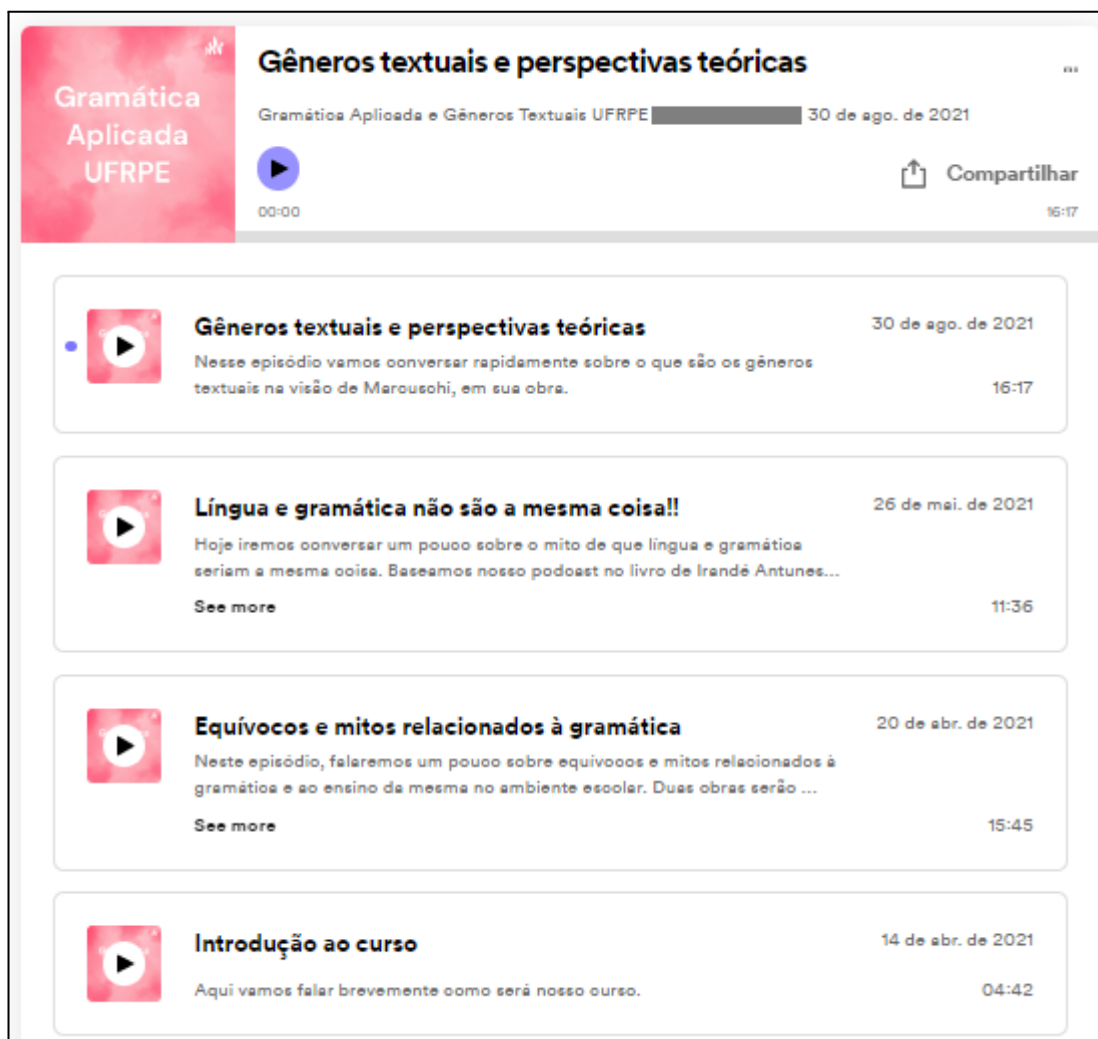 Gramática
Aplicada
UFRPE
Gêneros textuais e perspectivas teóricas
...
Gramática Aplicada e Gêneros Textuais UFRPE 30 de ago. de 2021
Compartilhar
00:00 16:17
Gêneros textuais e perspectivas teóricas 30 de ago. de 2021
Nesse episódio vamos conversar rapidamente sobre o que são os gêneros
textuais na visão de Marcuschi, em sua obra. 16:17
Língua e gramática não são a mesma coisa!! 26 de mai. de 2021
Hoje iremos conversar um pouco sobre o mito de que língua e gramática
seriam a mesma coisa. Baseamos nosso podcast no livro de Irandé Antunes...
See more 11:36
Equívocos e mitos relacionados à gramática 20 de abr. de 2021
Neste episódio, falaremos um pouco sobre equívocos e mitos relacionados à
gramática e ao ensino da mesma no ambiente escolar. Duas obras serão ...
See more 15:45
Introdução ao curso 14 de abr. de 2021
Aqui vamos falar brevemente como será nosso curso. 04:42